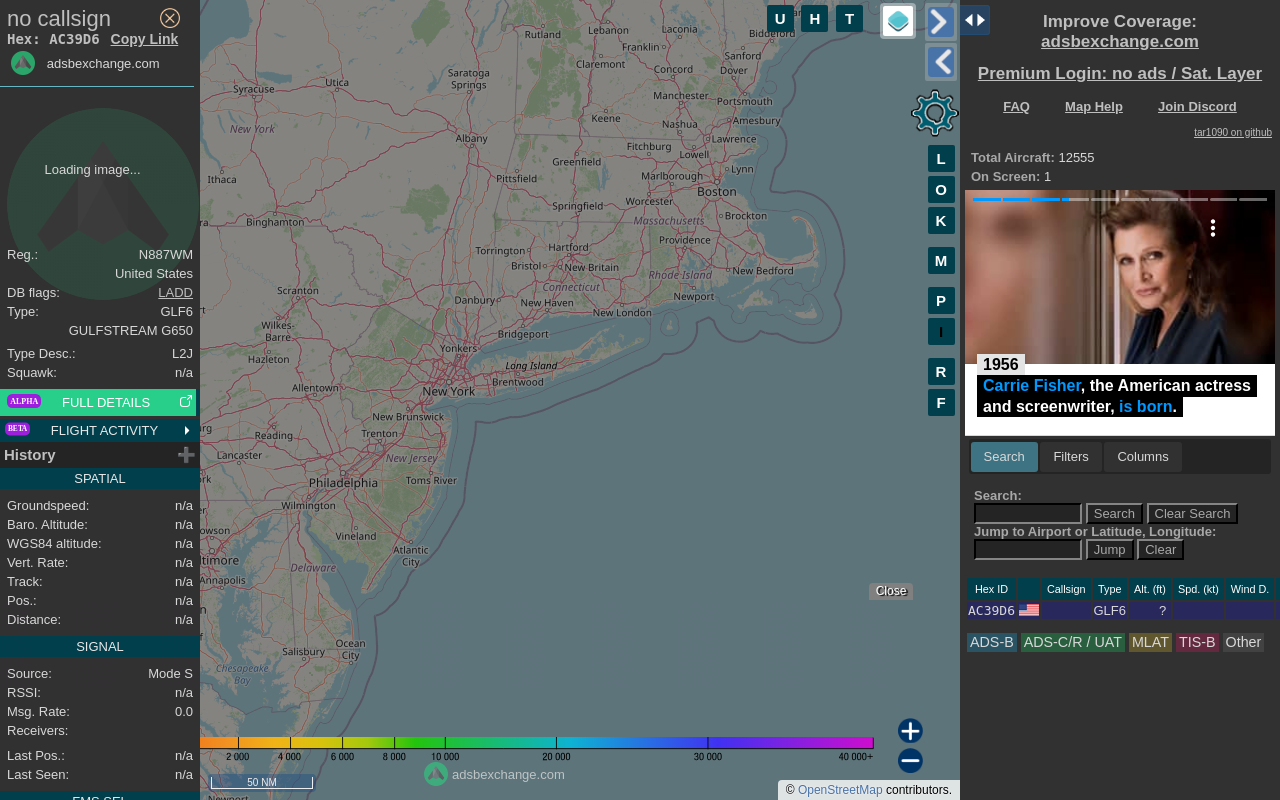 no callsign
Hex: AC39D6 Copy Link
adsbexchange.com
Loading image...
Reg.: N887WM
United States
DB flags: LADD
Type: GLF6
GULFSTREAM G650
Type Desc.: L2J
Squawk: n/a
ALPHA FULL DETAILS
BETA FLIGHT ACTIVITY
History
SPATIAL
Groundspeed: n/a
Baro. Altitude: n/a
WGS84 altitude: n/a
Vert. Rate: n/a
Track: n/a
Pos.: n/a
Distance: n/a
SIGNAL
Source: Mode S
RSSI: n/a
Msg. Rate: 0.0
Receivers:
Last Pos.: n/a
Last Seen: n/a
U H T
L
O
K
M
P
I
R
F
Rutland
Lebanon
Laconia
Franklin
Sanford
Claremont
Concord
Dover
Utica
Saratoga
Springs
Syracuse
Manchester
Portsmouth
Keene
Nashua
Amesbury
New York
Albany
Lawrence
Fitchburg
Lowell
Greenfield
Lynn
Ithaca
Pittsfield
Marlborough
Boston
Worcester
Springfield
Massachusetts
Brockton
Binghamton
Torrington
Hartford
Providence
Bristol
New Britain
New Bedford
Rhode Island
Connecticut
Scranton
Danbury
New Haven
Newport
New London
Wilkes-
Barre
Bridgeport
Yonkers
Hazleton
Long Island
Brentwood
Allentown
New York
New Brunswick
Reading
Trenton
Lancaster
New Jersey
Toms River
Philadelphia
Wilmington
Vineland
Atlantic
City
Annapolis
Delaware
Ocean
City
Salisbury
Chesapeake
Bay
Close
2 000 4 000 6 000 8 000 10 000 20 000 30 000 40 000+
adsbexchange.com
50 NM
© OpenStreetMap contributors.
Improve Coverage:
adsbexchange.com
Premium Login: no ads / Sat. Layer
FAQ Map Help Join Discord
tar1090 on github
Total Aircraft: 12555
On Screen: 1
1956
Carrie Fisher, the American actress
and screenwriter, is born.
Search Filters Columns
Search:
Search Clear Search
Jump to Airport or Latitude, Longitude:
Jump Clear
Hex ID Callsign Type Alt. (ft) Spd. (kt) Wind D.
AC39D6 GLF6 ?
ADS-B ADS-C/R / UAT MLAT TIS-B Other